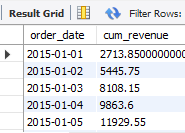 Result Grid Filter Rows:
order_date cum_revenue
2015-01-01 2713.8500000000
2015-01-02 5445.75
2015-01-03 8108.15
2015-01-04 9863.6
2015-01-05 11929.55